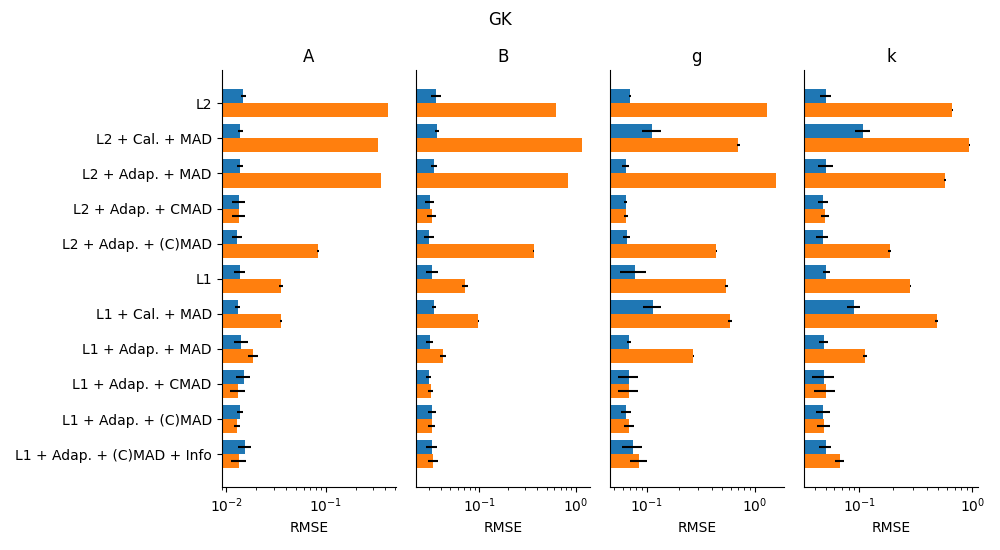 GK
A
B
g
k
L2
L2 + Cal. + MAD
L2 + Adap. + MAD
L2 + Adap. + CMAD
L2 + Adap. + (C)MAD
L1
L1 + Cal. + MAD
L1 + Adap. + MAD
L1 + Adap. + CMAD
L1 + Adap. + (C)MAD
L1 + Adap. + (C)MAD + Info
10⁻² 10⁻¹
10⁻¹ 10⁰
10⁻¹ 10⁰
10⁻¹ 10⁰
RMSE
RMSE
RMSE
RMSE